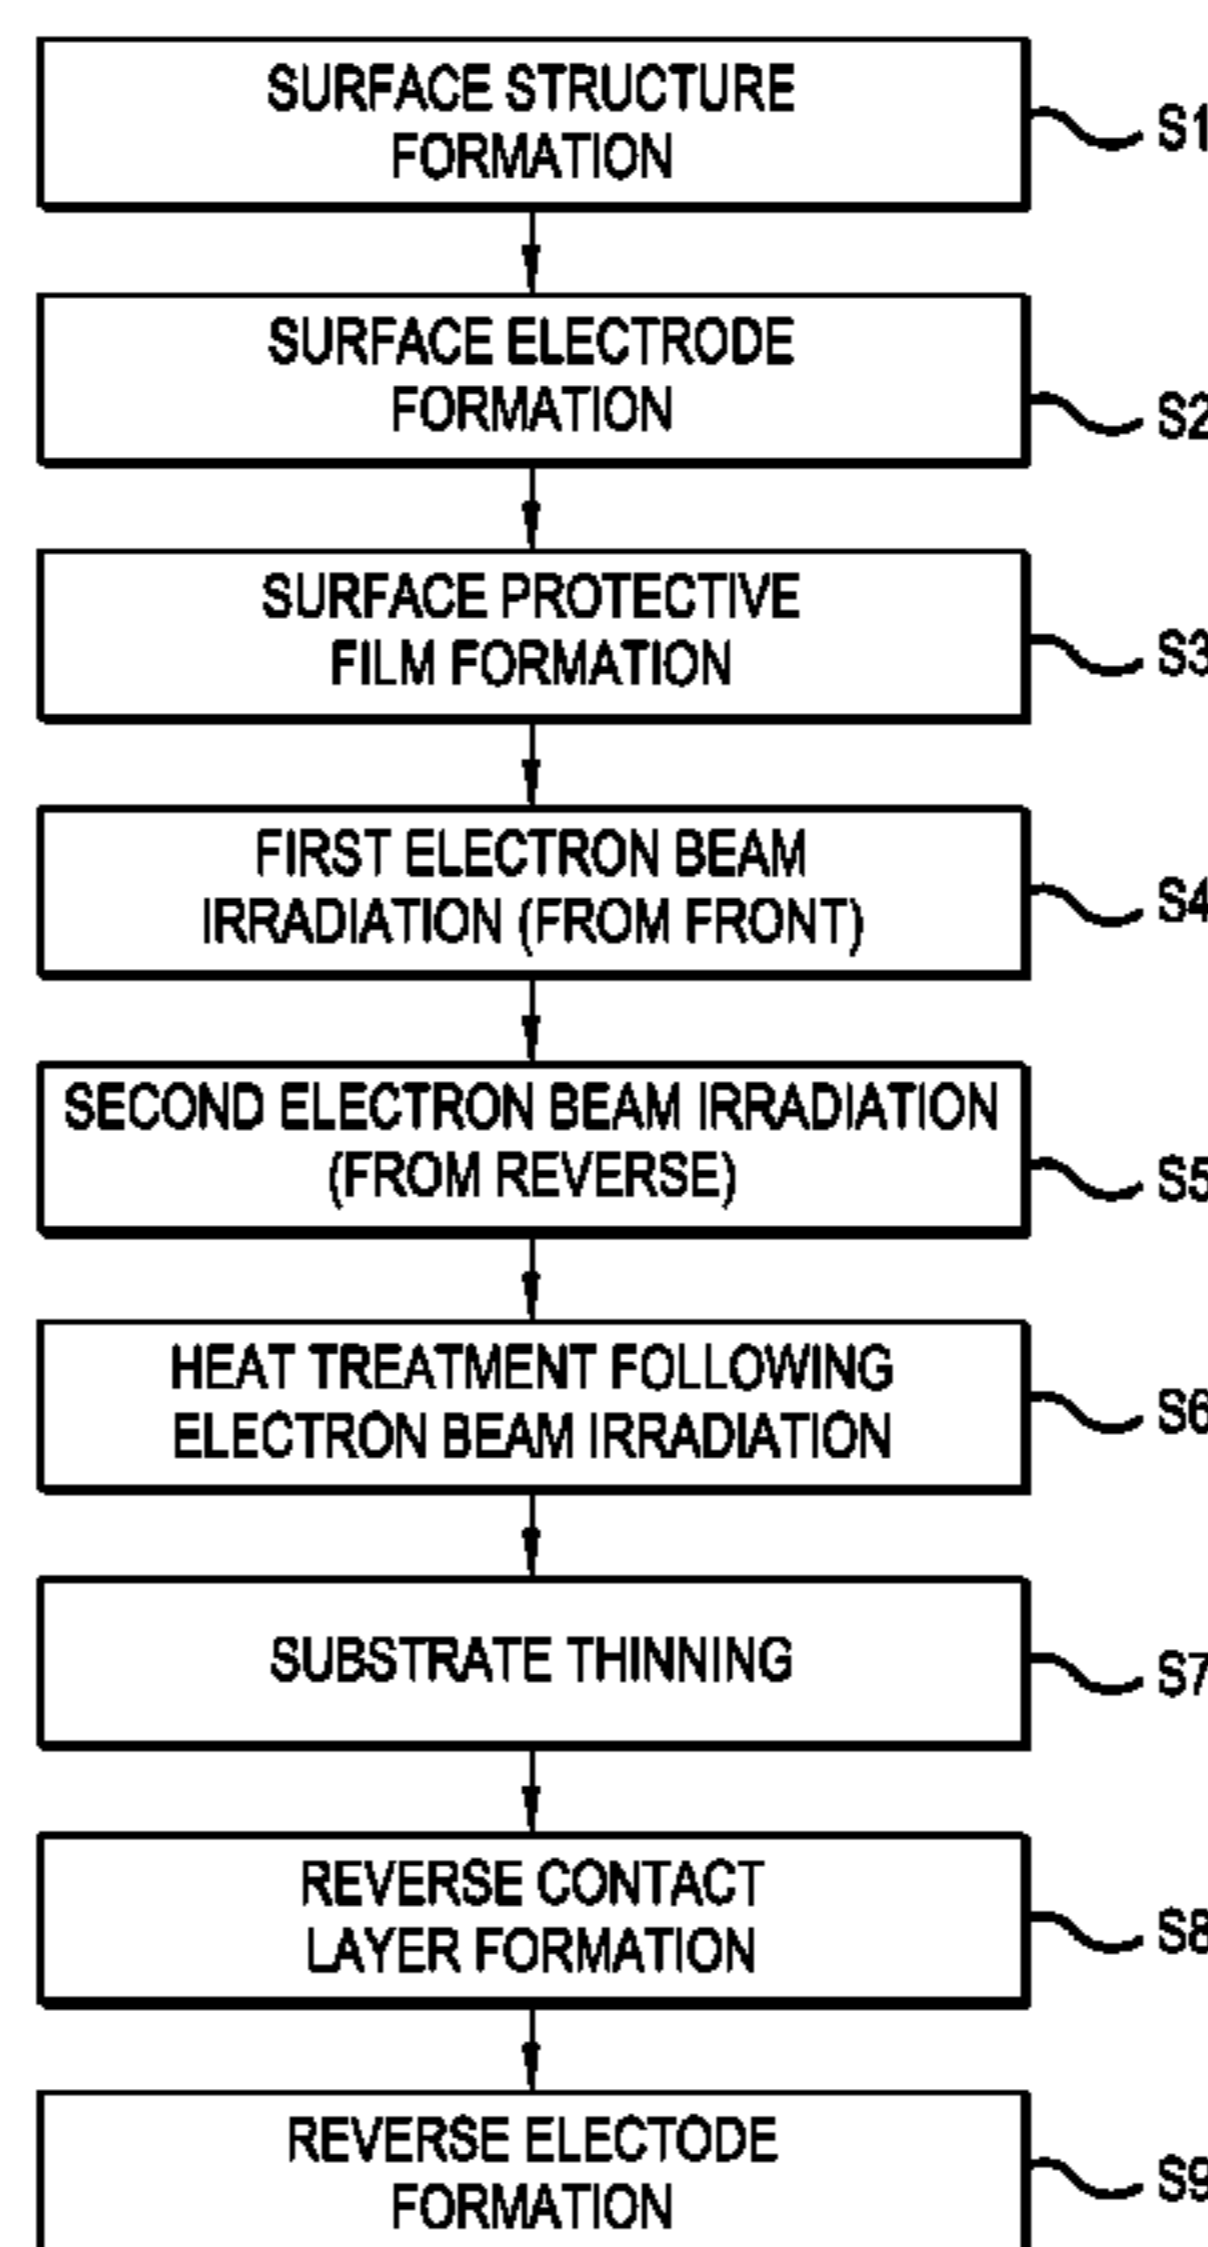 SURFACE STRUCTURE
FORMATION
S1
SURFACE ELECTRODE
FORMATION
S2
SURFACE PROTECTIVE
FILM FORMATION
S3
FIRST ELECTRON BEAM
IRRADIATION (FROM FRONT)
S4
SECOND ELECTRON BEAM IRRADIATION
(FROM REVERSE)
S5
HEAT TREATMENT FOLLOWING
ELECTRON BEAM IRRADIATION
S6
SUBSTRATE THINNING
S7
REVERSE CONTACT
LAYER FORMATION
S8
REVERSE ELECTODE
FORMATION
S9